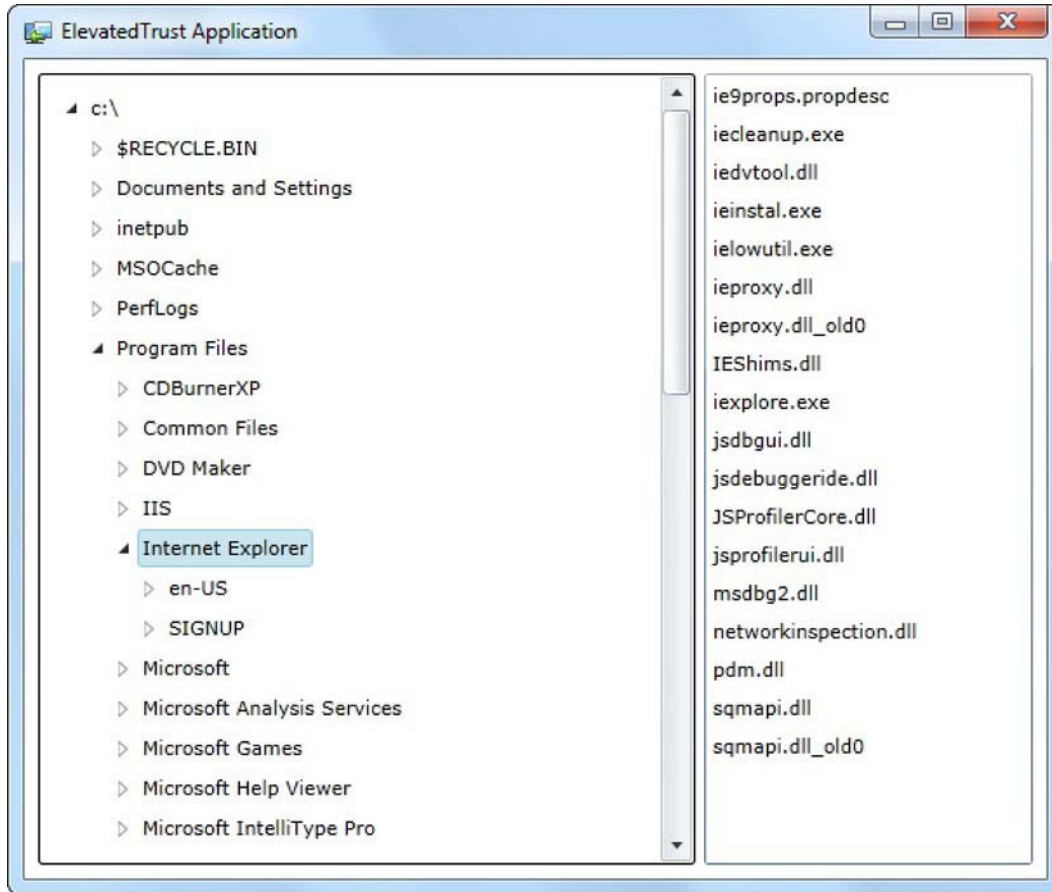 ElevatedTrust Application
c:\
$RECYCLE.BIN
Documents and Settings
inetpub
MSOCache
PerfLogs
Program Files
CDBurnerXP
Common Files
DVD Maker
IIS
Internet Explorer
en-US
SIGNUP
Microsoft
Microsoft Analysis Services
Microsoft Games
Microsoft Help Viewer
Microsoft IntelliType Pro
ie9props.propdesc
iecleanup.exe
iedvtool.dll
ieinstal.exe
ielowutil.exe
ieproxy.dll
ieproxy.dll_old0
IEShims.dll
iexplore.exe
jsdbgui.dll
jsdebuggeride.dll
JSProfilerCore.dll
jsprofilerui.dll
msdbg2.dll
networkinspection.dll
pdm.dll
sqmapi.dll
sqmapi.dll_old0